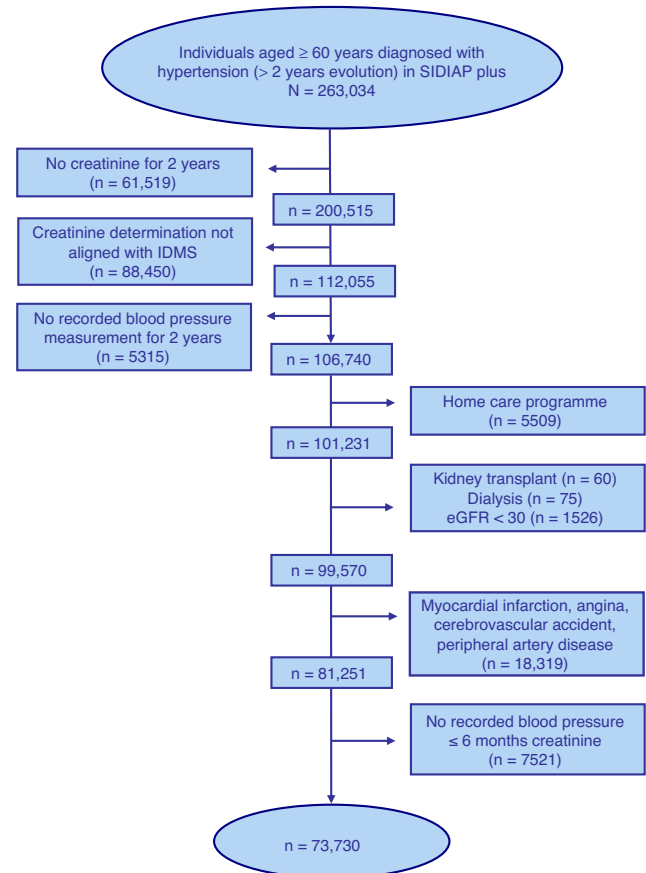 Individuals aged ≥ 60 years diagnosed with
hypertension (> 2 years evolution) in SIDIAP plus
N = 263,034
No creatinine for 2 years
(n = 61,519)
n = 200,515
Creatinine determination not
aligned with IDMS
(n = 88,450)
n = 112,055
No recorded blood pressure
measurement for 2 years
(n = 5315)
n = 106,740
Home care programme
(n = 5509)
n = 101,231
Kidney transplant (n = 60)
Dialysis (n = 75)
eGFR < 30 (n = 1526)
n = 99,570
Myocardial infarction, angina,
cerebrovascular accident,
peripheral artery disease
(n = 18,319)
n = 81,251
No recorded blood pressure
≤ 6 months creatinine
(n = 7521)
n = 73,730